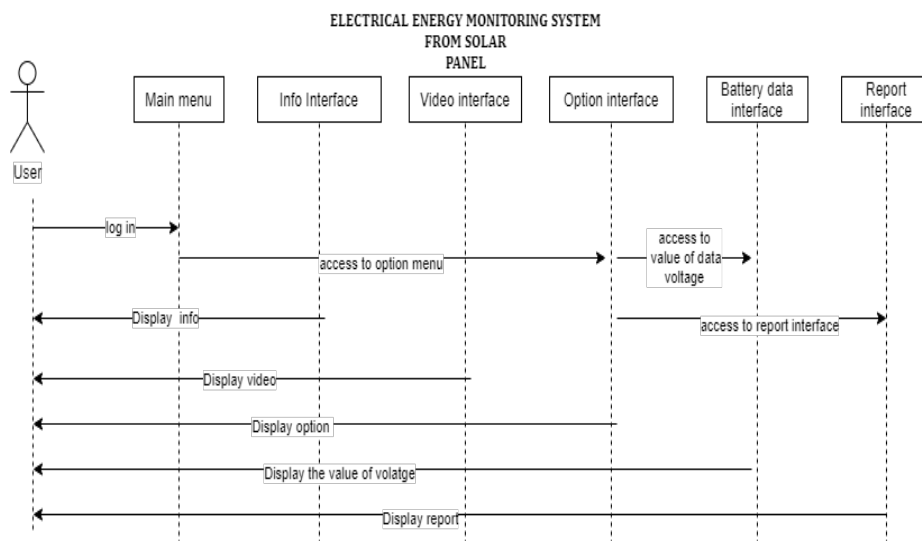 ELECTRICAL ENERGY MONITORING SYSTEM
FROM SOLAR
PANEL
Main menu
Info Interface
Video interface
Option interface
Battery data
interface
Report
interface
User
log in
access to option menu
access to
value of data
voltage
Display info
access to report interface
Display video
Display option
Display the value of volatge
Display report